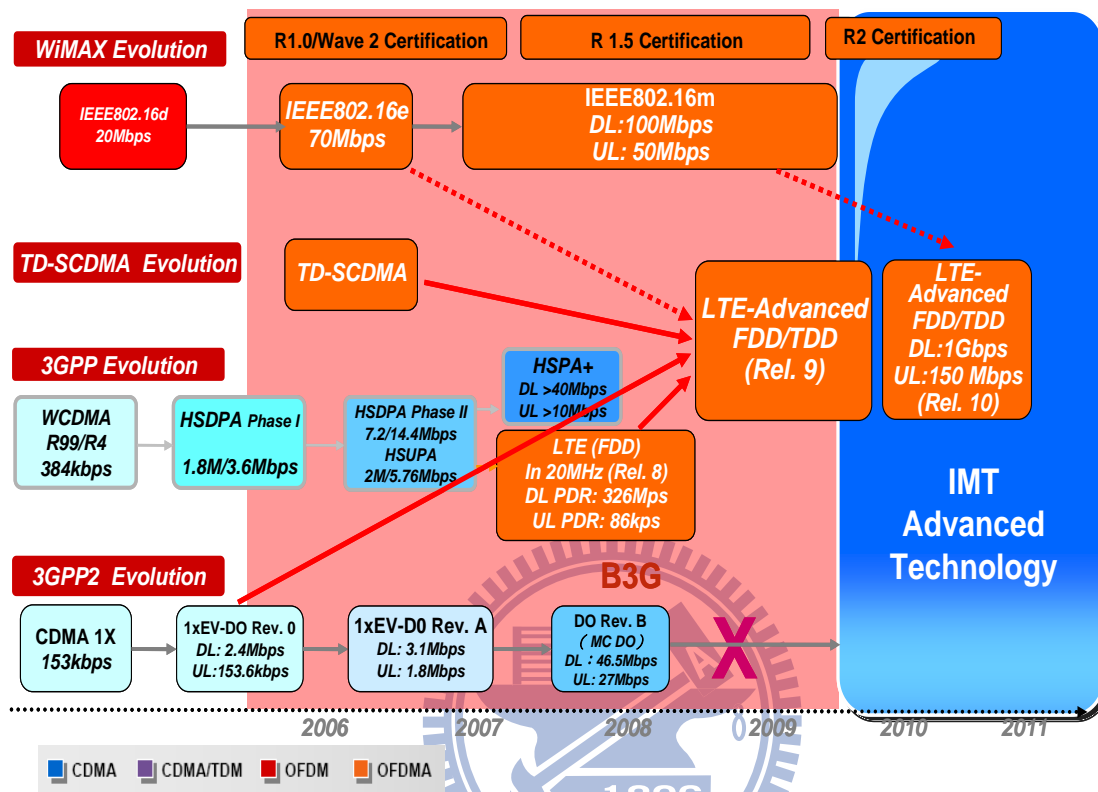 WiMAX Evolution
R1.0/Wave 2 Certification
R 1.5 Certification
R2 Certification
IEEE802.16d
20Mbps
IEEE802.16e
70Mbps
IEEE802.16m
DL:100Mbps
UL: 50Mbps
TD-SCDMA Evolution
TD-SCDMA
LTE-Advanced
FDD/TDD
(Rel. 9)
LTE-
Advanced
FDD/TDD
DL:1Gbps
UL:150 Mbps
(Rel. 10)
3GPP Evolution
WCDMA
R99/R4
384kbps
HSDPA Phase I
1.8M/3.6Mbps
HSDPA Phase II
7.2/14.4Mbps
HSUPA
2M/5.76Mbps
HSPA+
DL >40Mbps
UL >10Mbps
LTE (FDD)
In 20MHz (Rel. 8)
DL PDR: 326Mps
UL PDR: 86kps
IMT
Advanced
Technology
3GPP2 Evolution
B3G
CDMA 1X
153kbps
1xEV-DO Rev. 0
DL: 2.4Mbps
UL:153.6kbps
1xEV-D0 Rev. A
DL: 3.1Mbps
UL: 1.8Mbps
DO Rev. B
（ MC DO）
DL：46.5Mbps
UL: 27Mbps
X
2006
2007
2008
2009
2010
2011
CDMA
CDMA/TDM
OFDM
OFDMA